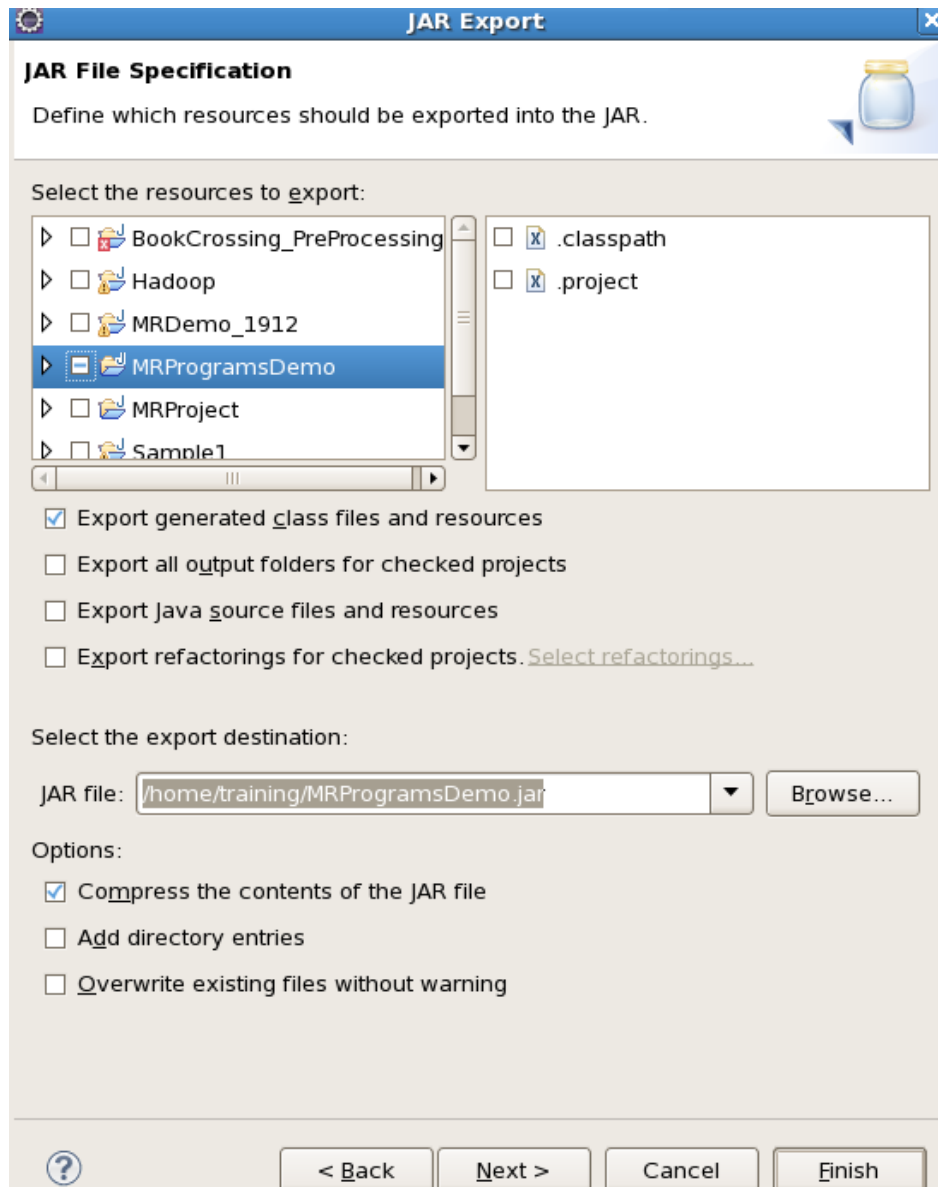 JAR Export
JAR File Specification
Define which resources should be exported into the JAR.
Select the resources to export:
BookCrossing_PreProcessing
Hadoop
MRDemo_1912
MRProgramsDemo
MRProject
Sample1
.classpath
.project
Export generated class files and resources
Export all output folders for checked projects
Export Java source files and resources
Export refactorings for checked projects. Select refactorings...
Select the export destination:
JAR file: /home/training/MRProgramsDemo.jar Browse...
Options:
Compress the contents of the JAR file
Add directory entries
Overwrite existing files without warning
? < Back Next > Cancel Finish